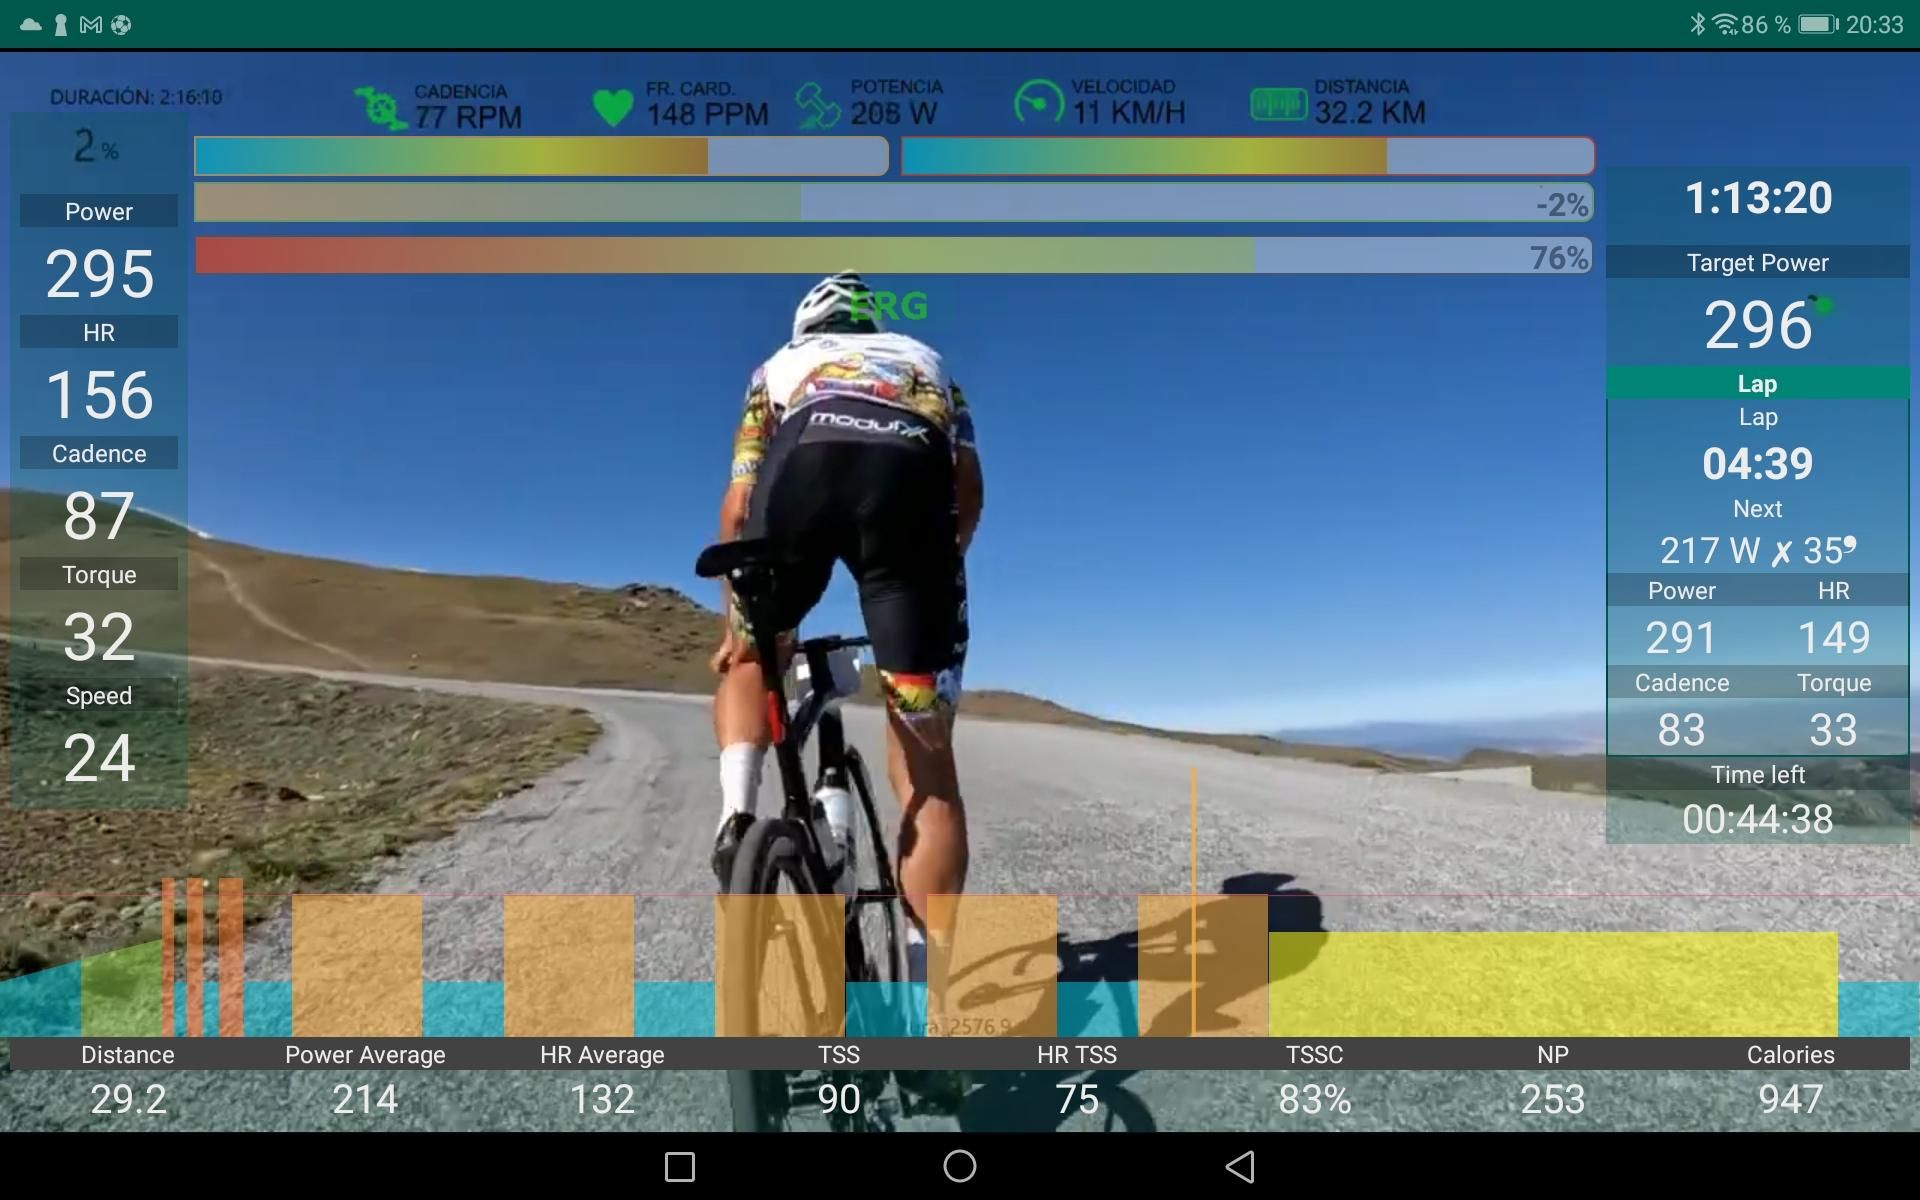 86 % 20:33
DURACIÓN: 2:16:10
CADENCIA
77 RPM
FR. CARD.
148 PPM
POTENCIA
208 W
VELOCIDAD
11 KM/H
DISTANCIA
32.2 KM
2 %
Power
295
HR
156
Cadence
87
Torque
32
Speed
24
-2%
76%
ERG
modulX
1:13:20
Target Power
296
Lap
Lap
04:39
Next
217 W ✗ 35
Power HR
291 149
Cadence Torque
83 33
Time left
00:44:38
2576.9
Distance Power Average HR Average TSS HR TSS TSSC NP Calories
29.2 214 132 90 75 83% 253 947